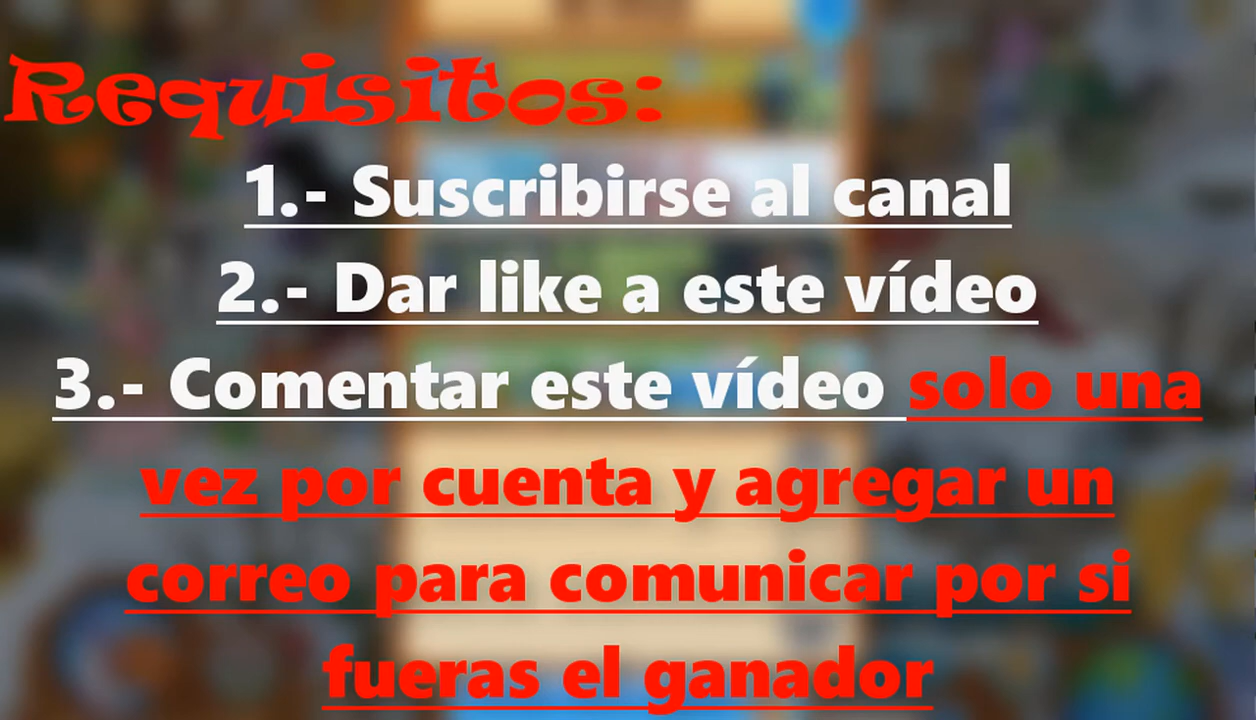 Requisitos:
1.- Suscribirse al canal
2.- Dar like a este vídeo
3.- Comentar este vídeo solo una
vez por cuenta y agregar un
correo para comunicar por si
fueras el ganador